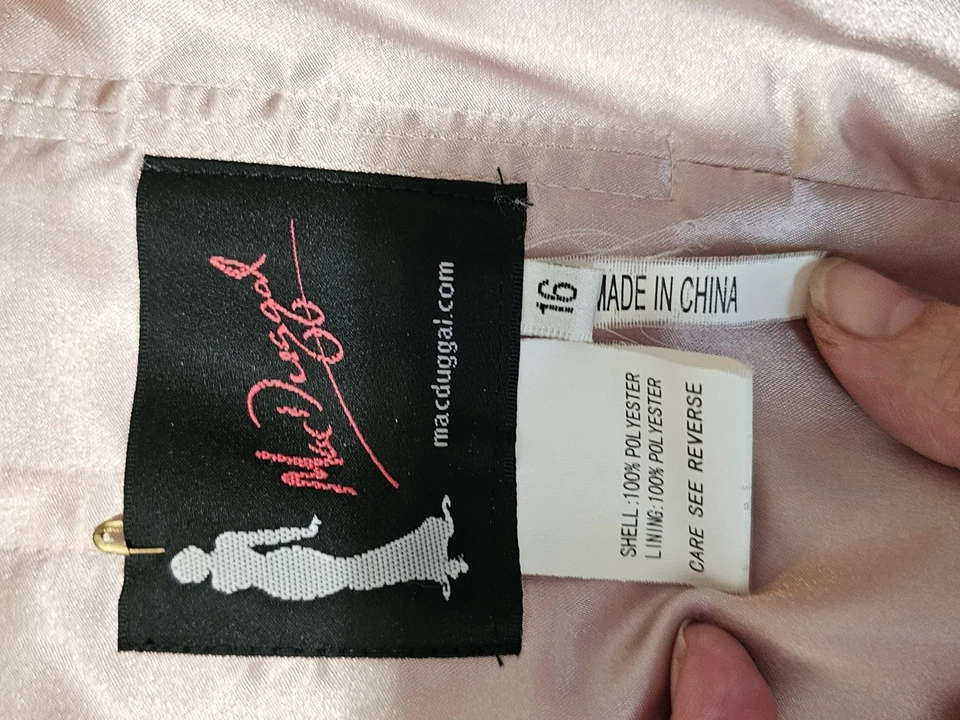 Mac Duggal
macduggal.com
16
MADE IN CHINA
SHELL:100% POLYESTER
LINING:100% POLYESTER
CARE SEE REVERSE